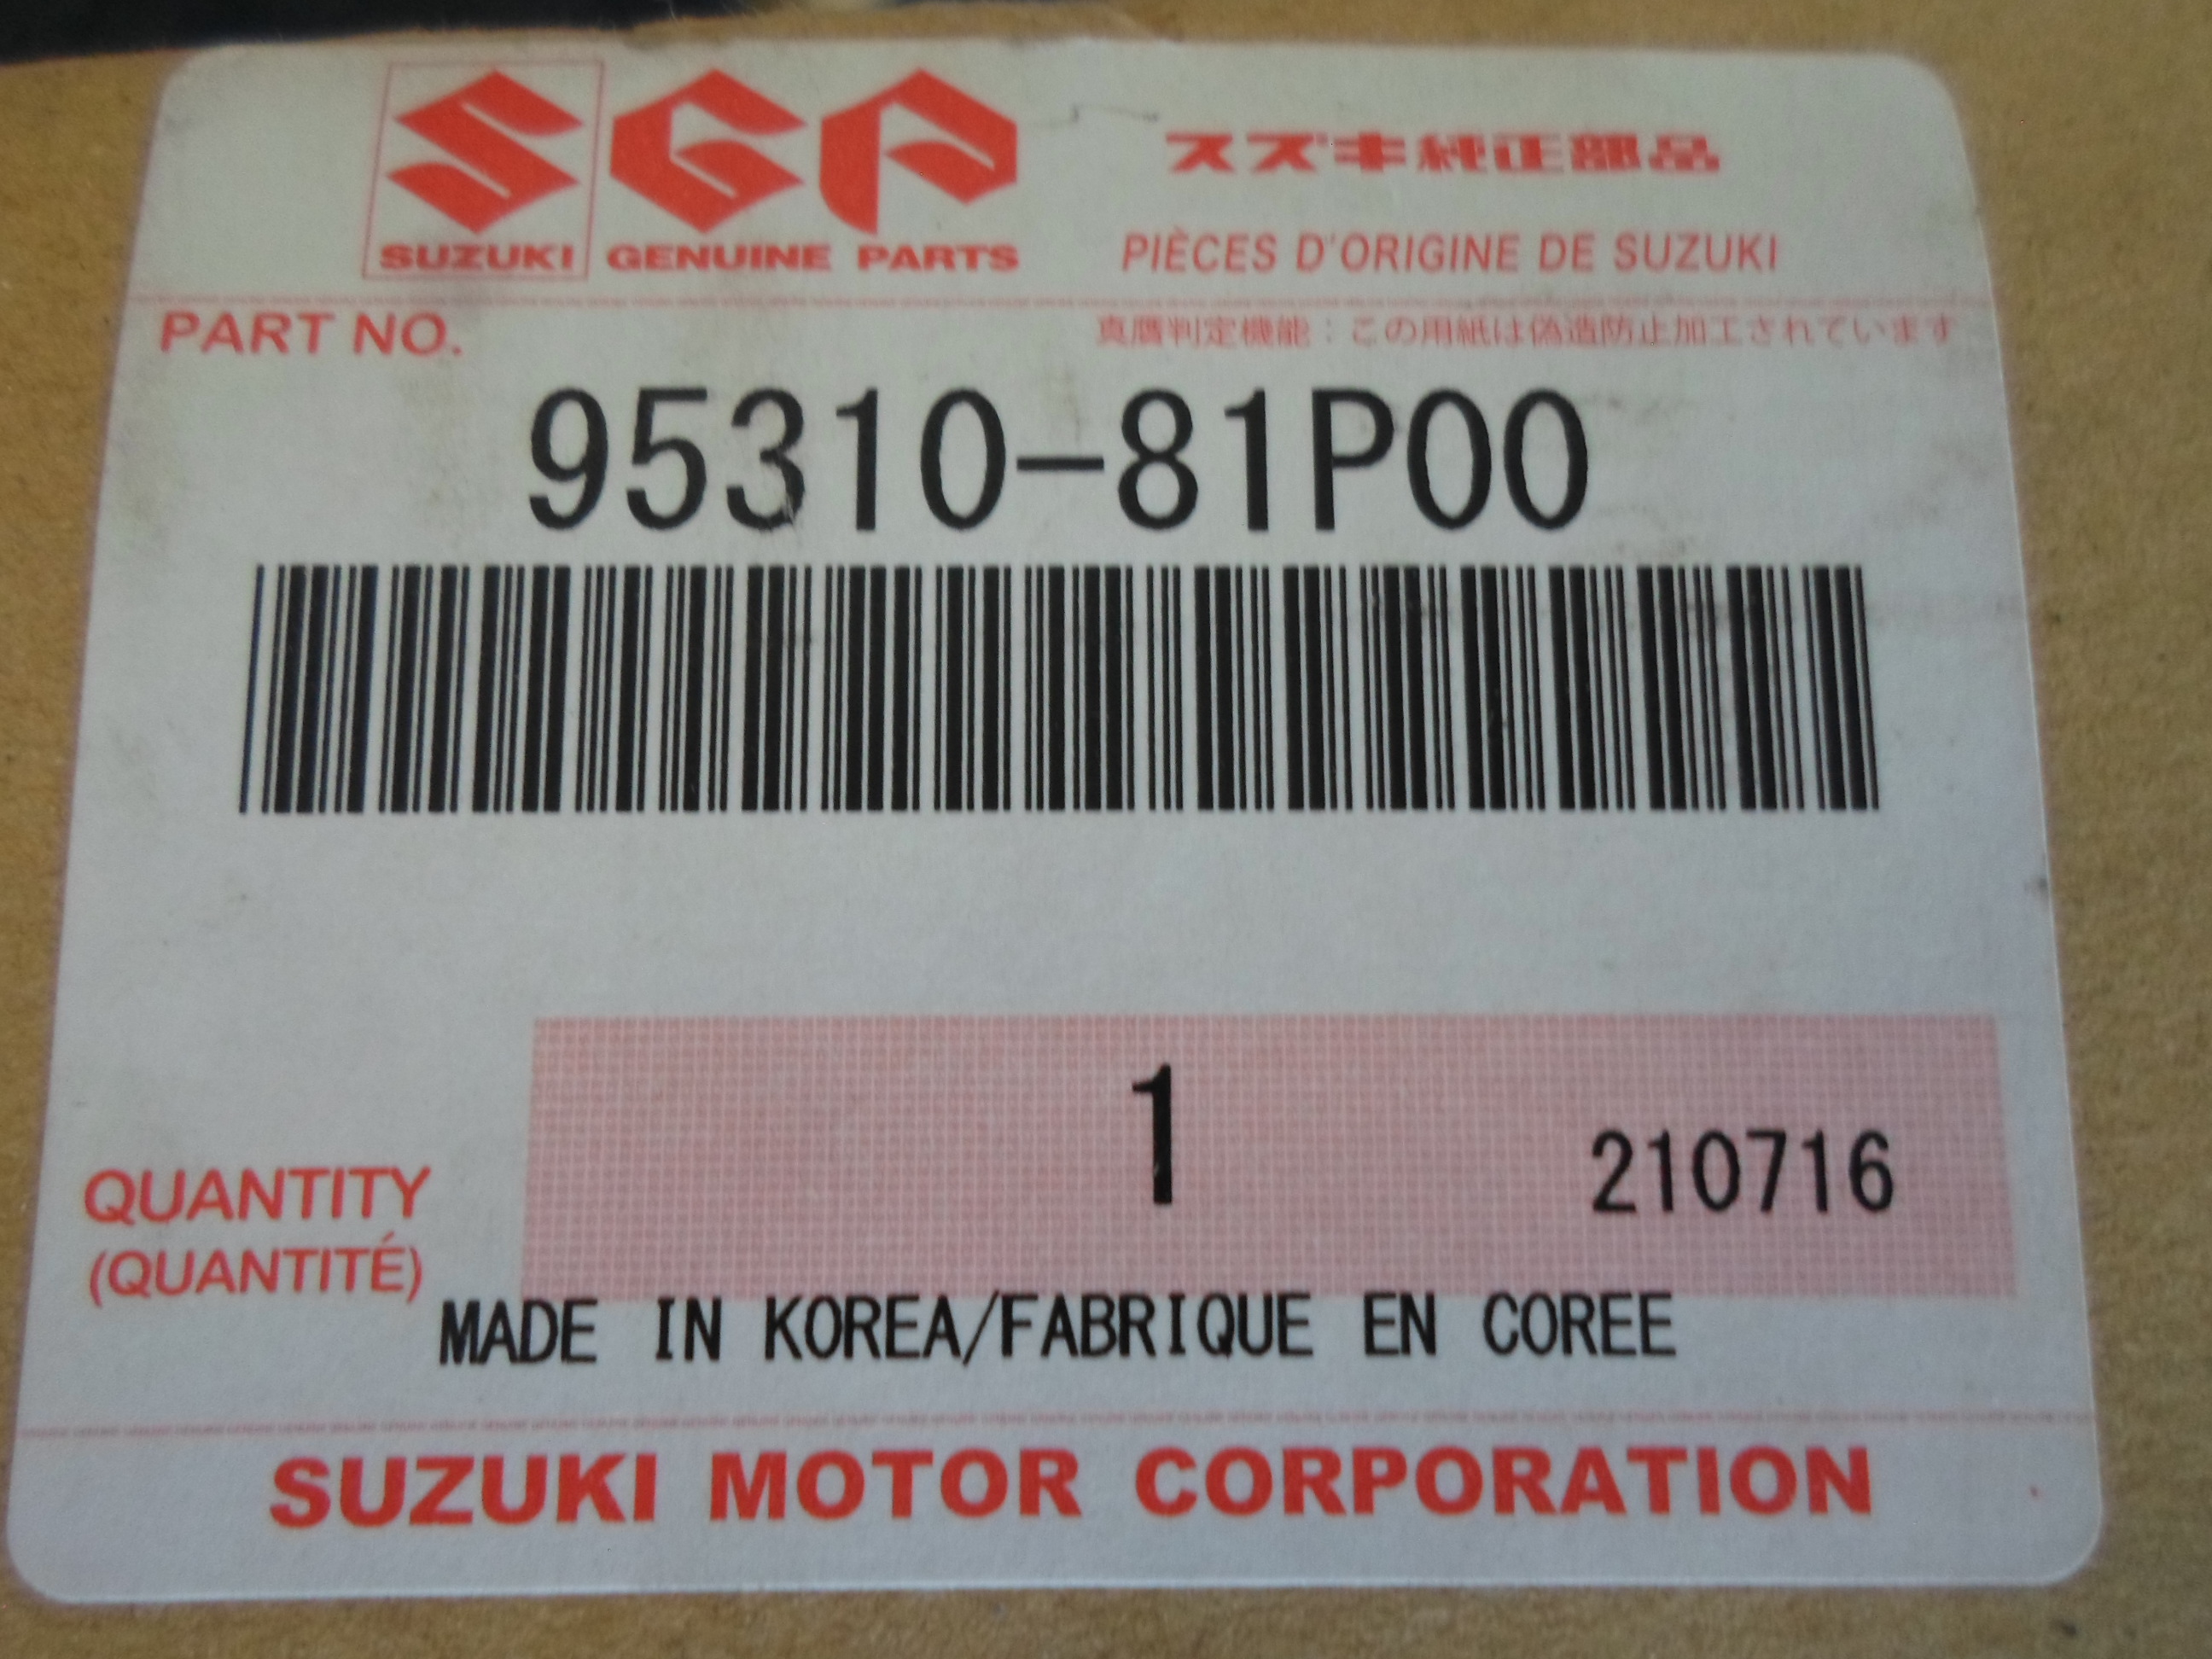 スズキ純正部品
SUZUKI GENUINE PARTS
PIÈCES D'ORIGINE DE SUZUKI
PART NO.
真贋判定機能：この用紙は偽造防止加工されています
95310-81P00
1
210716
QUANTITY
(QUANTITÉ)
MADE IN KOREA/FABRIQUE EN COREE
SUZUKI MOTOR CORPORATION